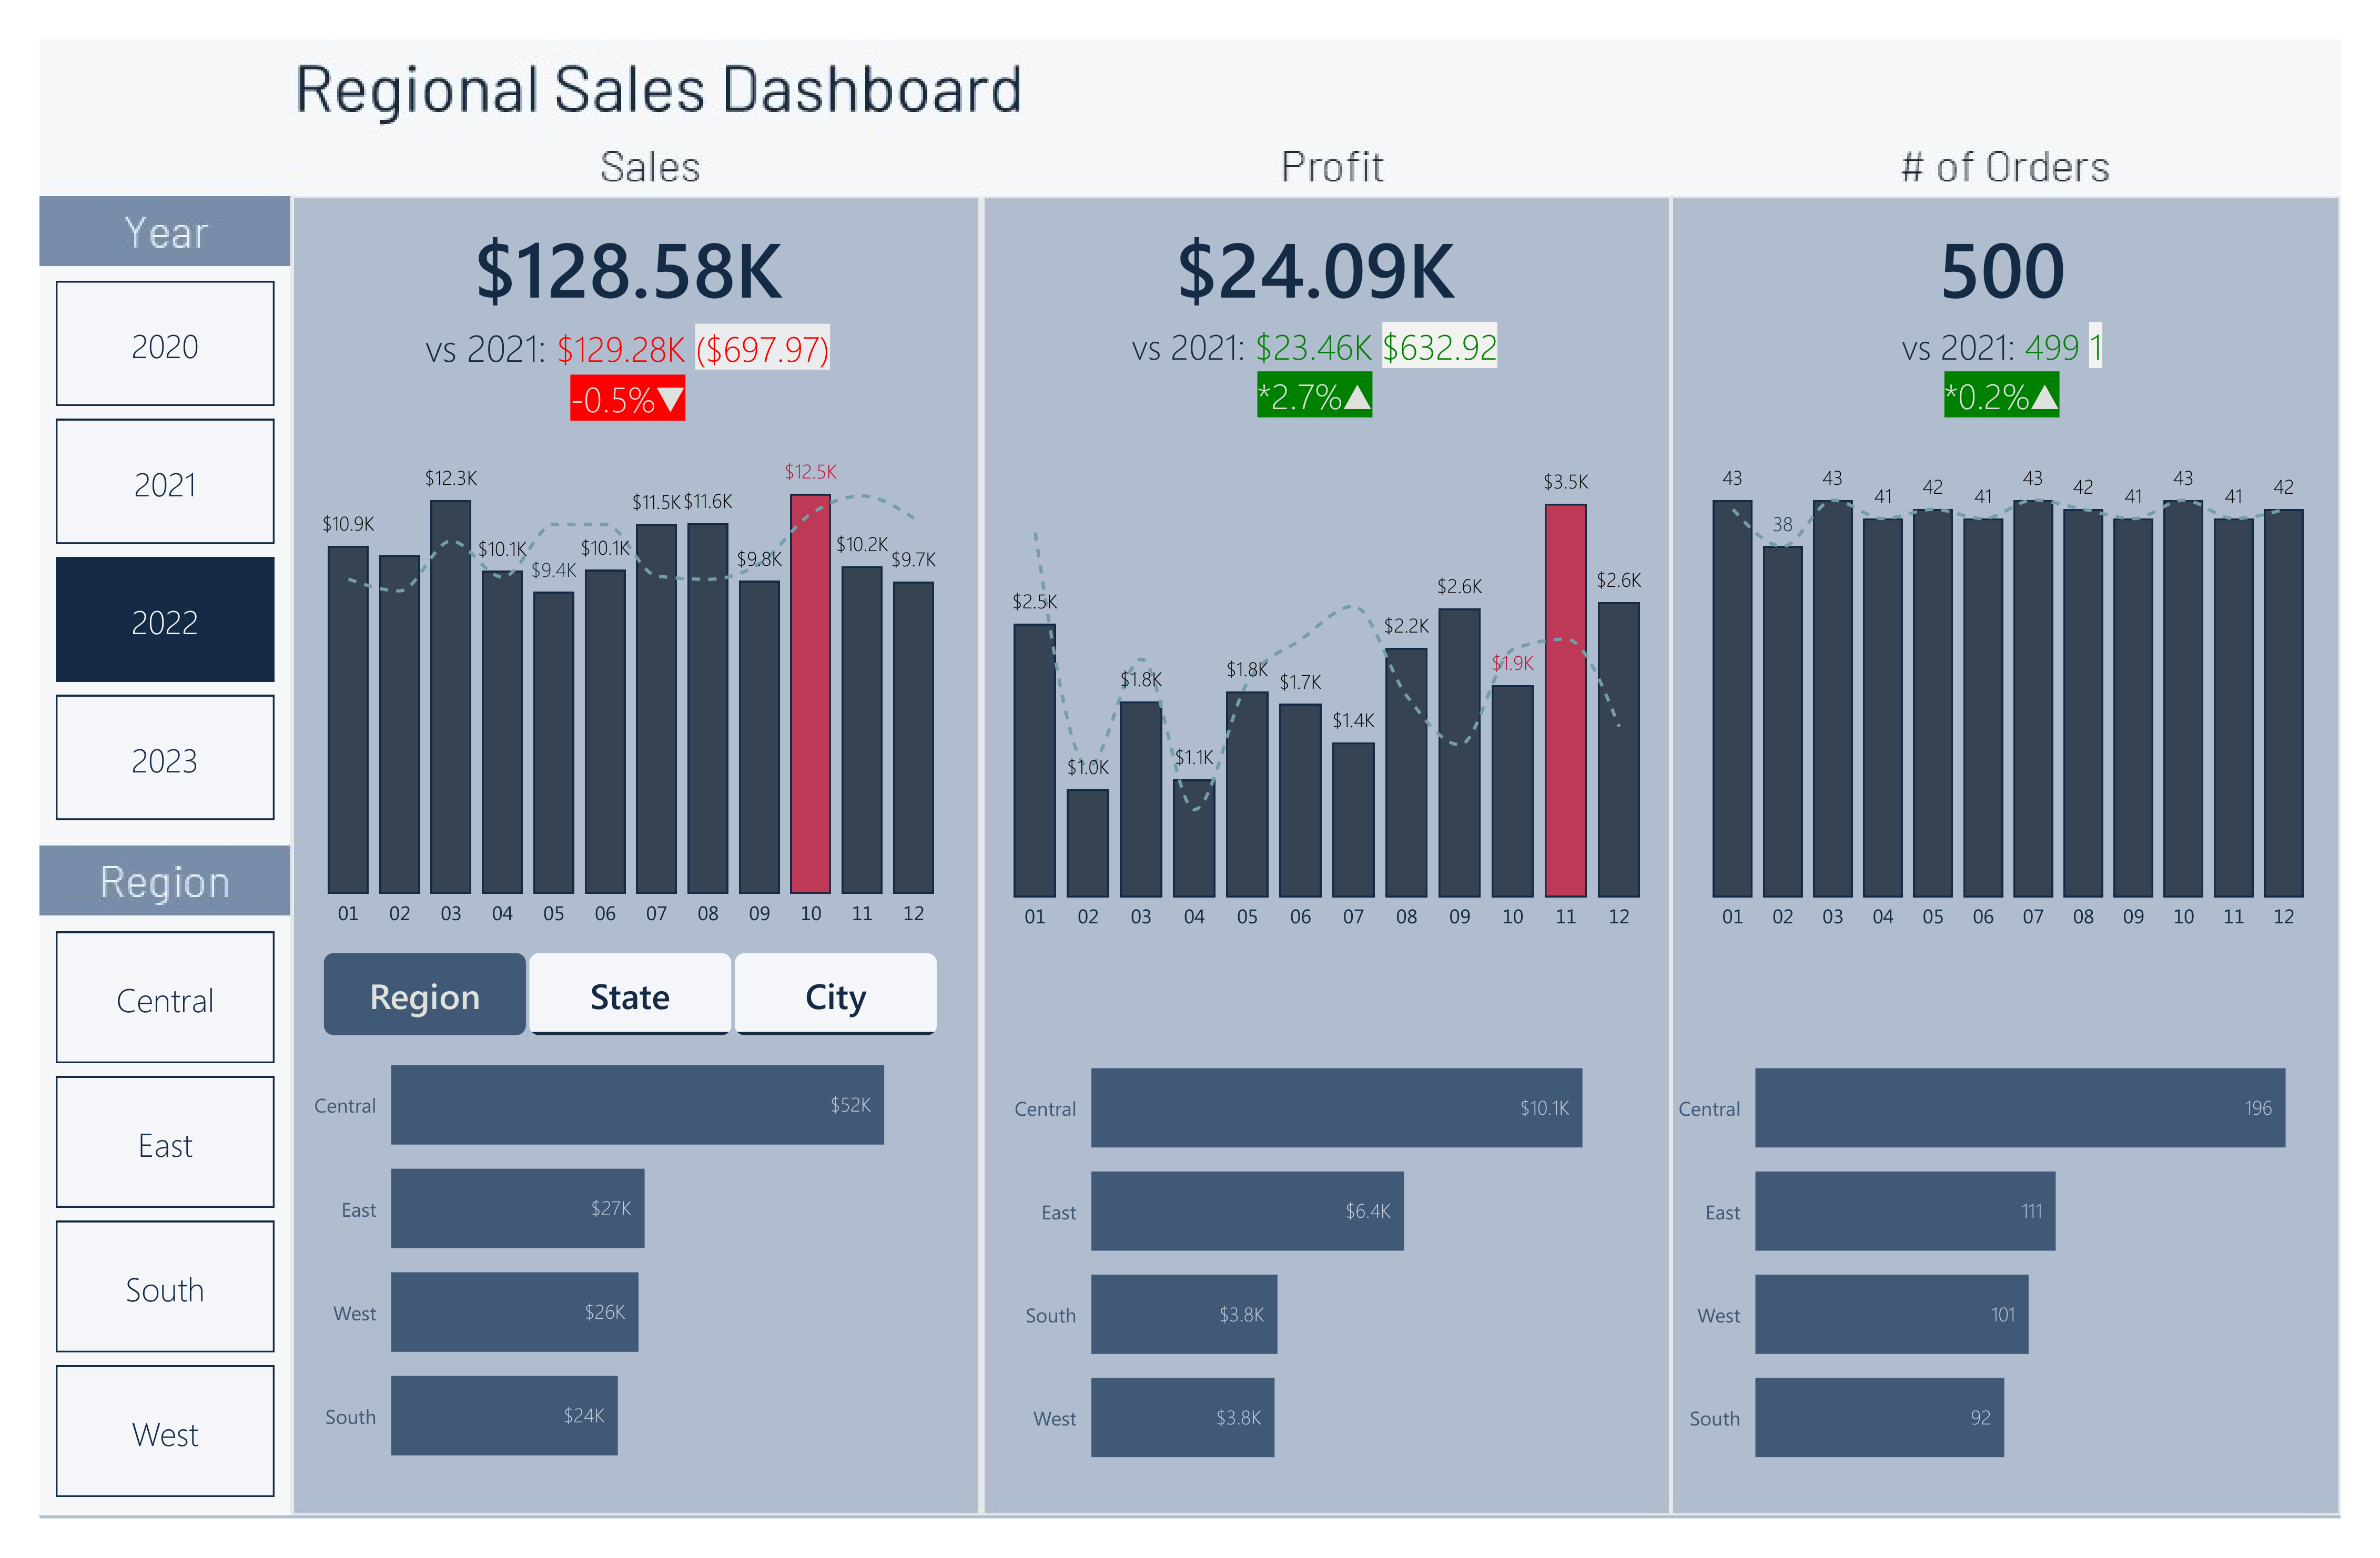 Regional Sales Dashboard
Sales
Profit
# of Orders
Year
2020
2021
2022
2023
Region
Central
East
South
West
$128.58K
vs 2021: $129.28K ($697.97)
-0.5%▼
$12.3K
$12.5K
$10.9K
$11.5K
$11.6K
$10.1K
$9.4K
$10.1K
$9.8K
$10.2K
$9.7K
01 02 03 04 05 06 07 08 09 10 11 12
Region State City
Central $52K
East $27K
West $26K
South $24K
$24.09K
vs 2021: $23.46K $632.92
*2.7%▲
$2.5K
$1.0K
$1.8K
$1.1K
$1.8K
$1.7K
$1.4K
$2.2K
$2.6K
$1.9K
$3.5K
$2.6K
01 02 03 04 05 06 07 08 09 10 11 12
Central $10.1K
East $6.4K
South $3.8K
West $3.8K
500
vs 2021: 499 1
*0.2%▲
43 38 43 41 42 41 43 42 41 43 41 42
01 02 03 04 05 06 07 08 09 10 11 12
Central 196
East 111
West 101
South 92